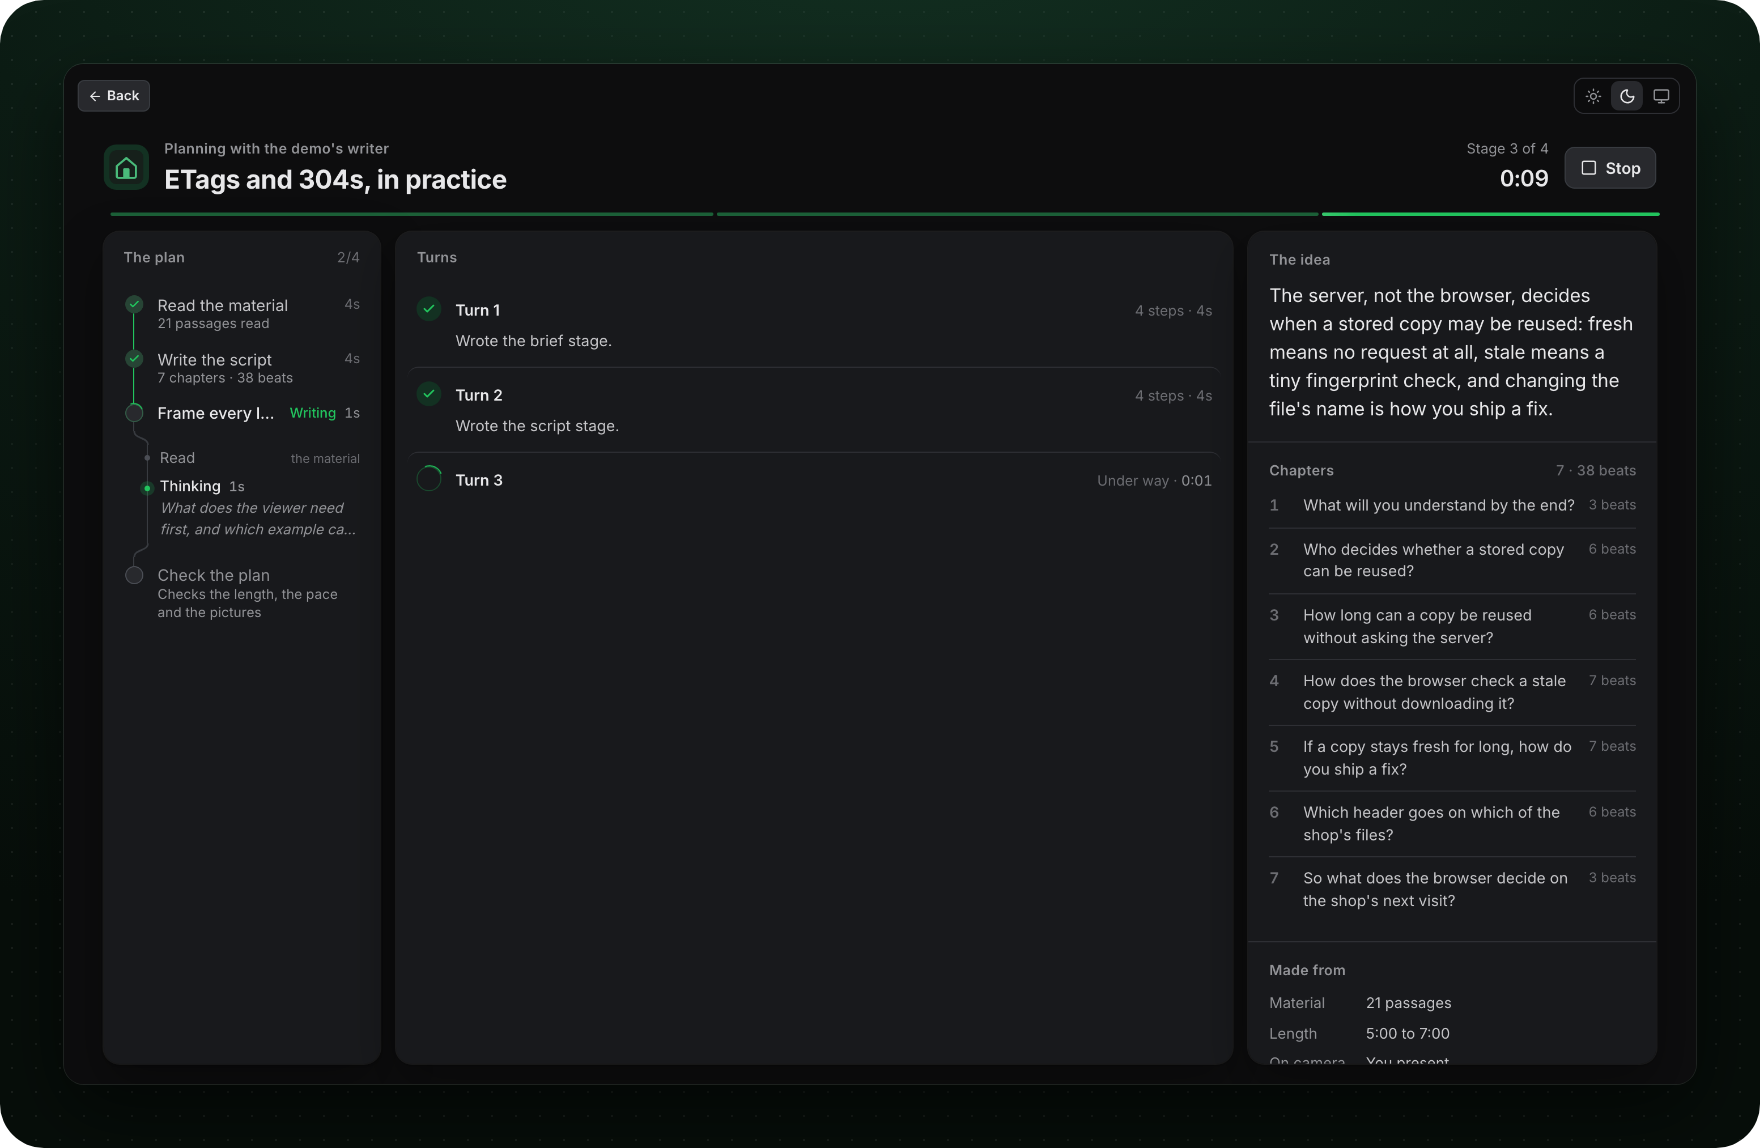 Back
Planning with the demo's writer
ETags and 304s, in practice
Stage 3 of 4
0:09
Stop
The plan 2/4
Read the material 4s
21 passages read
Write the script 4s
7 chapters · 38 beats
Frame every l... Writing 1s
Read the material
Thinking 1s
What does the viewer need
first, and which example ca...
Check the plan
Checks the length, the pace
and the pictures
Turns
Turn 1 4 steps · 4s
Wrote the brief stage.
Turn 2 4 steps · 4s
Wrote the script stage.
Turn 3 Under way · 0:01
The idea
The server, not the browser, decides
when a stored copy may be reused: fresh
means no request at all, stale means a
tiny fingerprint check, and changing the
file's name is how you ship a fix.
Chapters 7 · 38 beats
1 What will you understand by the end? 3 beats
2 Who decides whether a stored copy 6 beats
can be reused?
3 How long can a copy be reused 6 beats
without asking the server?
4 How does the browser check a stale 7 beats
copy without downloading it?
5 If a copy stays fresh for long, how do 7 beats
you ship a fix?
6 Which header goes on which of the 6 beats
shop's files?
7 So what does the browser decide on 3 beats
the shop's next visit?
Made from
Material 21 passages
Length 5:00 to 7:00
On camera You present